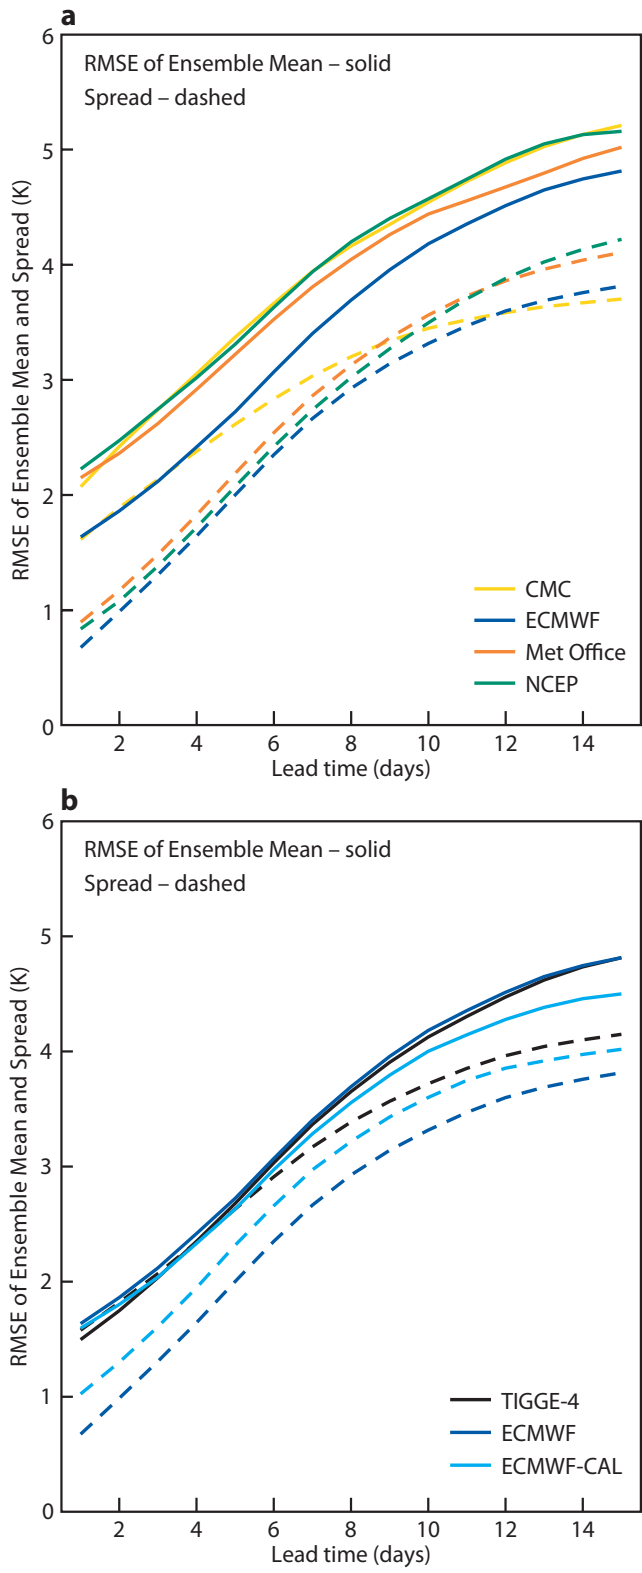 a
6
5
4
3
2
1
0
RMSE of Ensemble Mean and Spread (K)
RMSE of Ensemble Mean – solid
Spread – dashed
CMC
ECMWF
Met Office
NCEP
2 4 6 8 10 12 14
Lead time (days)
b
6
5
4
3
2
1
0
RMSE of Ensemble Mean and Spread (K)
RMSE of Ensemble Mean – solid
Spread – dashed
TIGGE-4
ECMWF
ECMWF-CAL
2 4 6 8 10 12 14
Lead time (days)